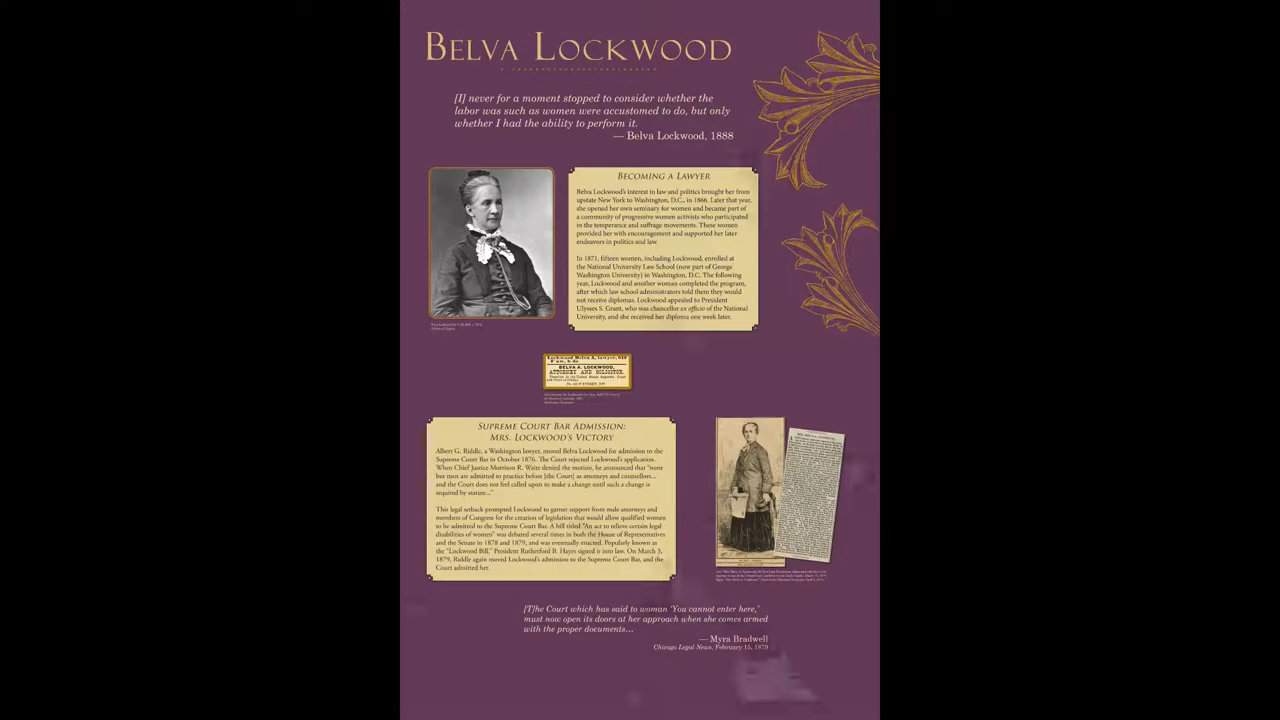 BELVA LOCKWOOD
[I] never for a moment stopped to consider whether the
labor was such as women were accustomed to do, but only
whether I had the ability to perform it.
— Belva Lockwood, 1888
BECOMING A LAWYER
Belva Lockwood's interest in law and politics brought her from
upstate New York to Washington, D.C., in 1866. Later that year,
she opened her own seminary for women and became part of
a community of progressive women activists who participated
in the temperance and suffrage movements. These women
provided her with encouragement and supported her later
endeavors in politics and law.
In 1871, fifteen women, including Lockwood, enrolled at
the National University Law School (now part of George
Washington University) in Washington, D.C. The following
year, Lockwood and another woman completed the program,
after which law school administrators told them they would
not receive diplomas. Lockwood appealed to President
Ulysses S. Grant, who was chancellor ex officio of the National
University, and she received her diploma one week later.
Lockwood Belva A, lawyer, 619
F nw, h do
BELVA A. LOCKWOOD,
ATTORNEY AND SOLICITOR.
SUPREME COURT BAR ADMISSION:
MRS. LOCKWOOD'S VICTORY
Albert G. Riddle, a Washington lawyer, moved Belva Lockwood for admission to the
Supreme Court Bar in October 1876. The Court rejected Lockwood's application.
When Chief Justice Morrison R. Waite denied the motion, he announced that "none
but men are admitted to practice before [the Court] as attorneys and counsellors...
and the Court does not feel called upon to make a change until such a change is
required by statute..."
This legal setback prompted Lockwood to garner support from male attorneys and
members of Congress for the creation of legislation that would allow qualified women
to be admitted to the Supreme Court Bar. A bill titled "An act to relieve certain legal
disabilities of women" was debated several times in both the House of Representatives
and the Senate in 1878 and 1879, and was eventually enacted. Popularly known as
the "Lockwood Bill," President Rutherford B. Hayes signed it into law. On March 3,
1879, Riddle again moved Lockwood's admission to the Supreme Court Bar, and the
Court admitted her.
[T]he Court which has said to woman 'You cannot enter here,'
must now open its doors at her approach when she comes armed
with the proper documents...
— Myra Bradwell
Chicago Legal News, February 15, 1879